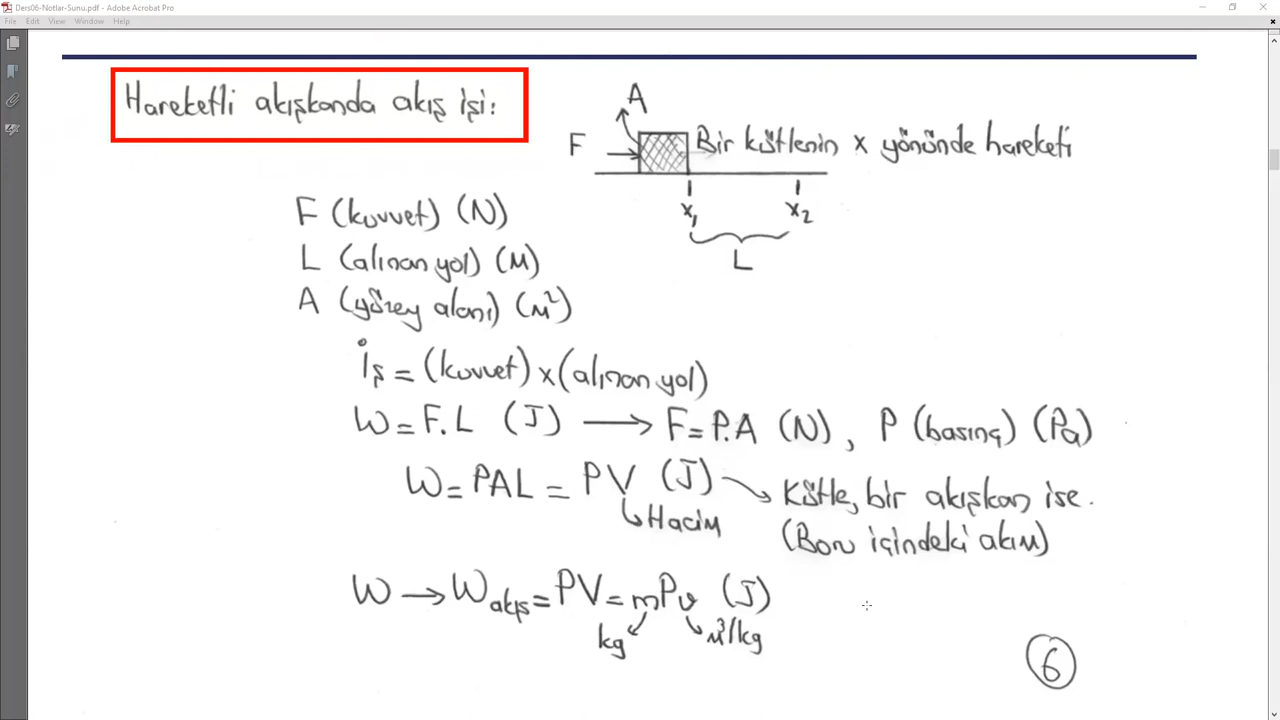 Ders06-Notlar-Sunu.pdf - Adobe Acrobat Pro
File Edit View Window Help
Hareketli akışkanda akış işi:
A
F
Bir kütlenin x yönünde hareketi
x₁ x₂
L
F (kuvvet) (N)
L (alınan yol) (m)
A (yüzey alanı) (m²)
İş = (kuvvet) x (alınan yol)
W = F.L (J) → F = P.A (N), P (basınç) (Pa)
W = PAL = PV (J) → Kütle, bir akışkan ise.
↳ Hacim
(Boru içindeki akım)
W → Wakış = PV = mPv (J)
kg m³/kg
6